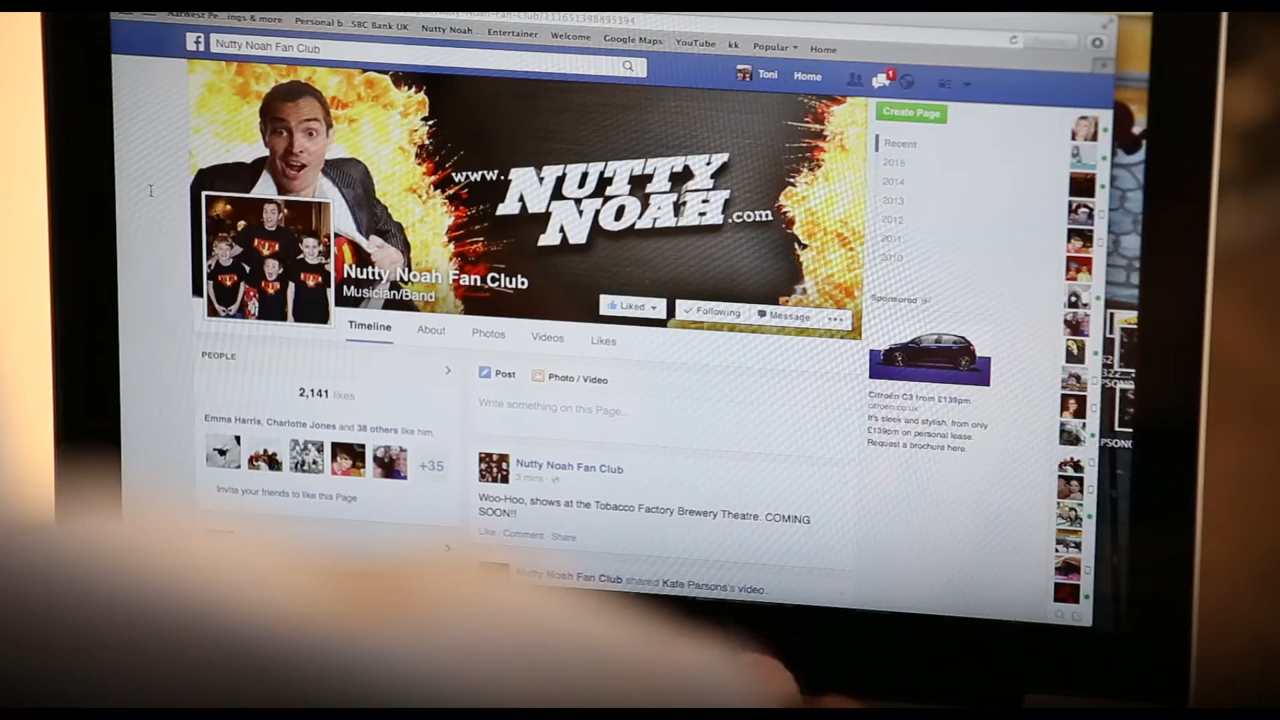 Personal b... SBC Bank UK Nutty Noah... Entertainer Welcome Google Maps YouTube kk Popular Home
Nutty Noah Fan Club
Toni Home
1
Create Page
Recent
2015
2014
2013
2012
2011
2010
www.NUTTY
NOAH.com
Nutty Noah Fan Club
Musician/Band
Liked
Following
Message
Timeline About Photos Videos Likes
Sponsored
Citroën C3 from £139pm
citroen.co.uk
It's sleek and stylish, from only
£139pm on personal lease.
Request a brochure here.
PEOPLE
2,141 likes
Emma Harris, Charlotte Jones and 38 others like him.
+35
Invite your friends to like this Page
Post Photo / Video
Write something on this Page...
Nutty Noah Fan Club
3 mins
Woo-Hoo, shows at the Tobacco Factory Brewery Theatre. COMING
SOON!!
Like · Comment · Share
Nutty Noah Fan Club shared Kate Parsons's video.